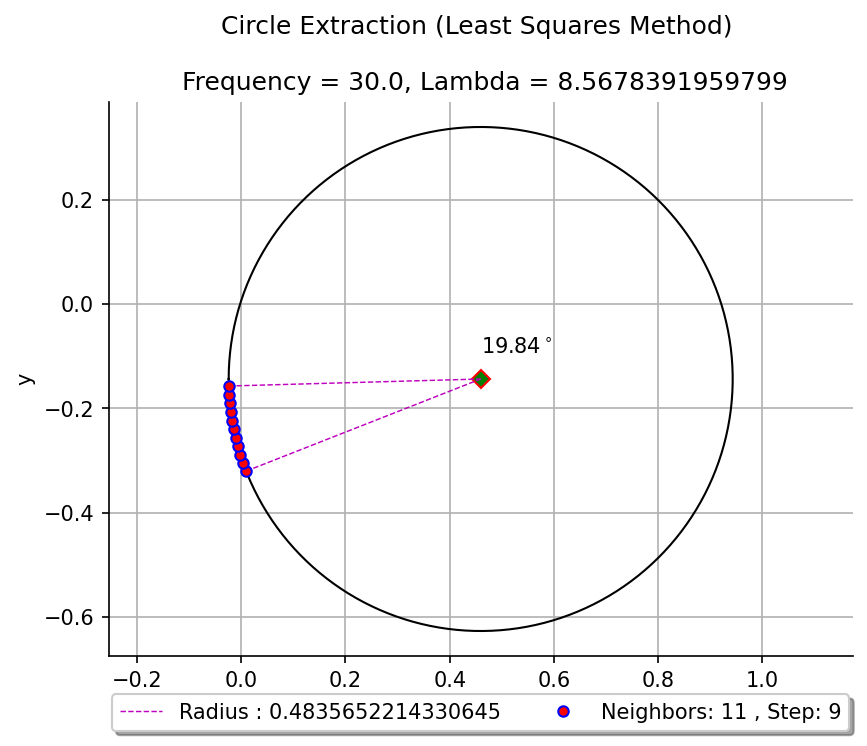 Circle Extraction (Least Squares Method)
Frequency = 30.0, Lambda = 8.5678391959799
0.2
0.0
−0.2
−0.4
−0.6
y
19.84°
−0.2 0.0 0.2 0.4 0.6 0.8 1.0
Radius : 0.4835652214330645 Neighbors: 11 , Step: 9